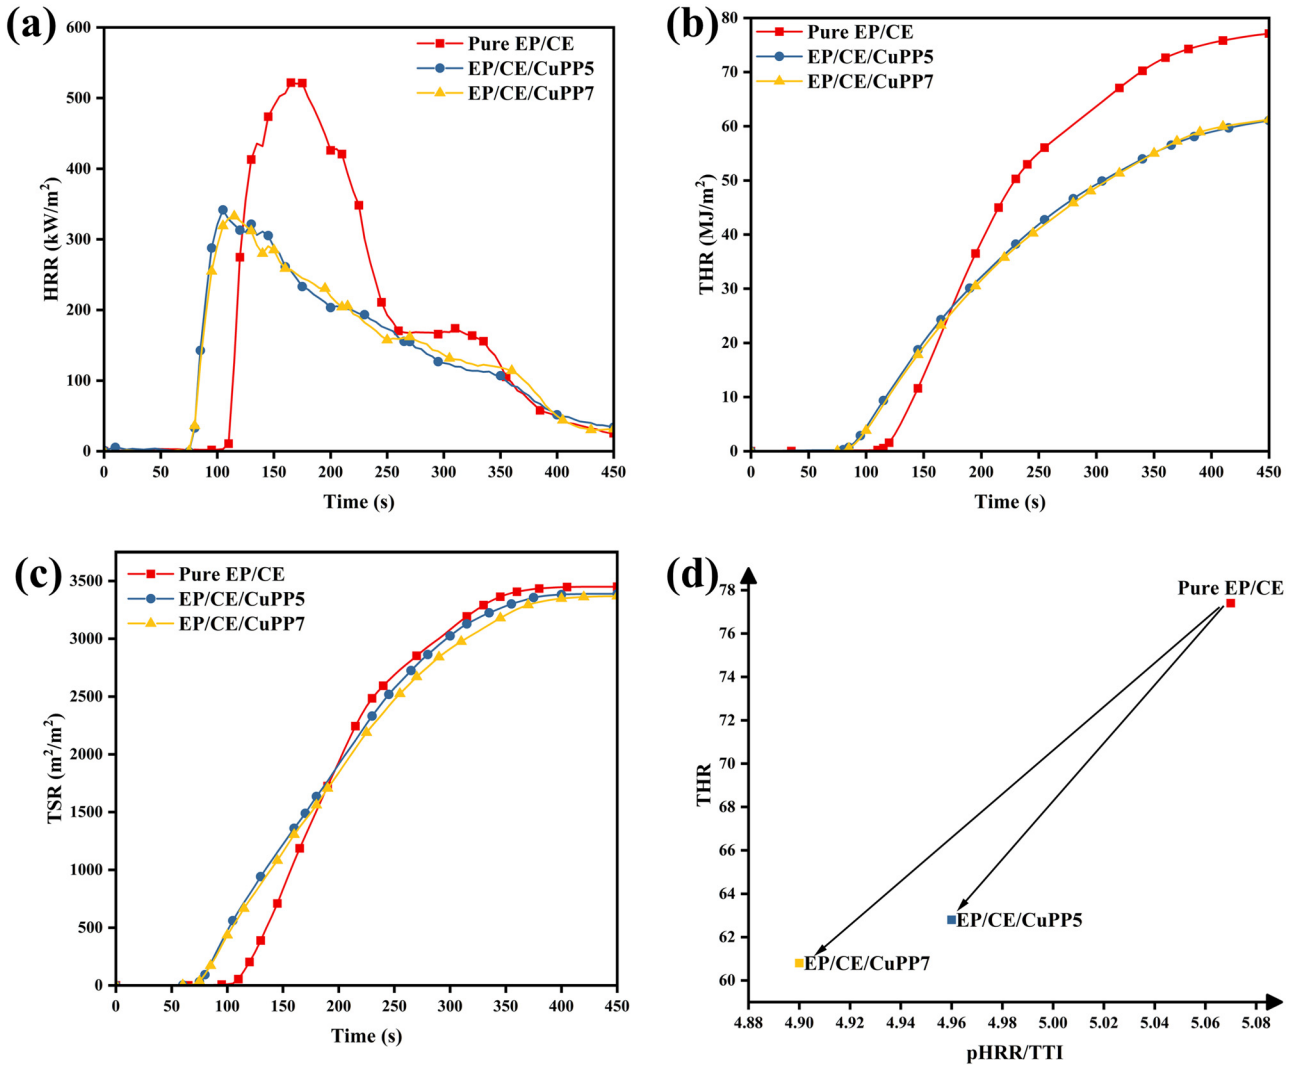 (a)
600
500
400
300
200
100
0
HRR (kW/m²)
Pure EP/CE
EP/CE/CuPP5
EP/CE/CuPP7
0 50 100 150 200 250 300 350 400 450
Time (s)
(b)
80
70
60
50
40
30
20
10
0
THR (MJ/m²)
Pure EP/CE
EP/CE/CuPP5
EP/CE/CuPP7
0 50 100 150 200 250 300 350 400 450
Time (s)
(c)
3500
3000
2500
2000
1500
1000
500
0
TSR (m²/m²)
Pure EP/CE
EP/CE/CuPP5
EP/CE/CuPP7
0 50 100 150 200 250 300 350 400 450
Time (s)
(d)
78
76
74
72
70
68
66
64
62
60
THR
Pure EP/CE
EP/CE/CuPP5
EP/CE/CuPP7
4.88 4.90 4.92 4.94 4.96 4.98 5.00 5.02 5.04 5.06 5.08
pHRR/TTI